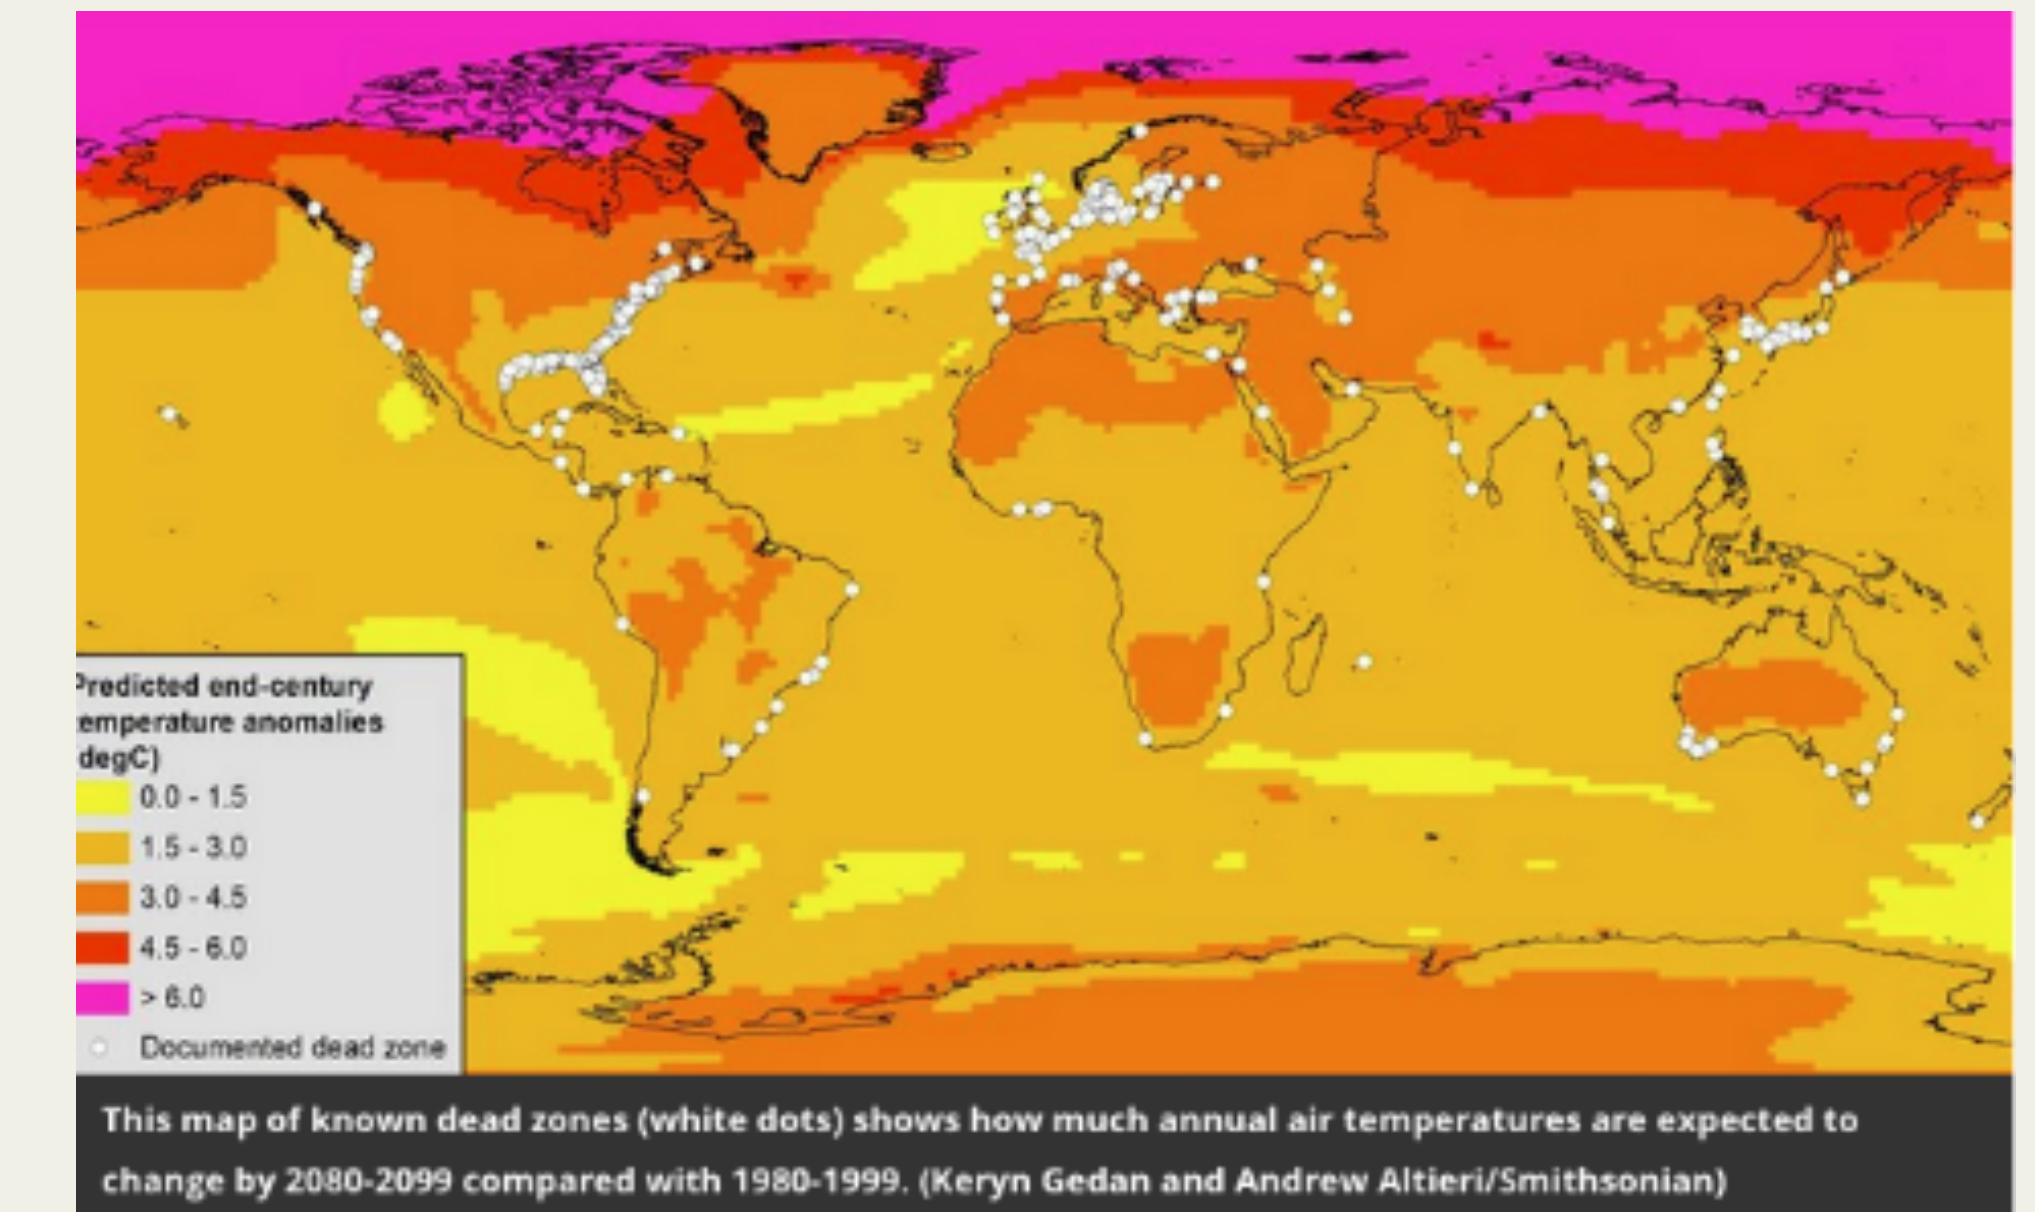 Predicted end-century
temperature anomalies
degC)
0.0 - 1.5
1.5 - 3.0
3.0 - 4.5
4.5 - 6.0
> 6.0
Documented dead zone
This map of known dead zones (white dots) shows how much annual air temperatures are expected to
change by 2080-2099 compared with 1980-1999. (Keryn Gedan and Andrew Altieri/Smithsonian)